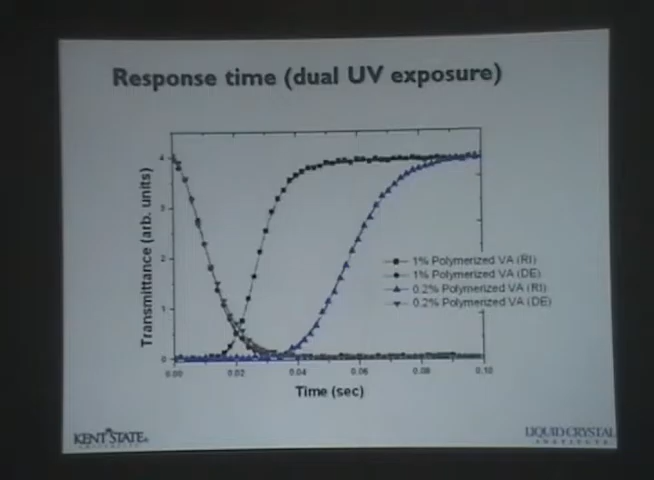 Response time (dual UV exposure)
Transmittance (arb. units)
4
3
2
1
0
0.00 0.02 0.04 0.06 0.08 0.10
Time (sec)
1% Polymerized VA (RI)
1% Polymerized VA (DE)
0.2% Polymerized VA (RI)
0.2% Polymerized VA (DE)
KENT STATE
LIQUID CRYSTAL
INSTITUTE